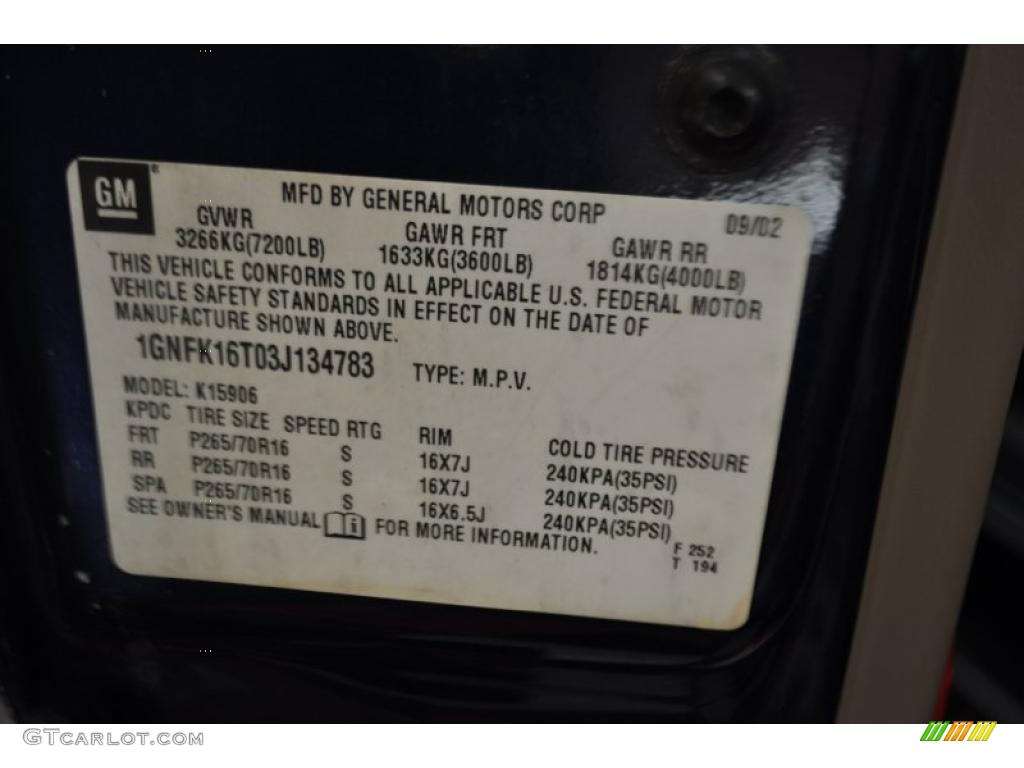 GM®
MFD BY GENERAL MOTORS CORP 09/02
GVWR GAWR FRT GAWR RR
3266KG(7200LB) 1633KG(3600LB) 1814KG(4000LB)
THIS VEHICLE CONFORMS TO ALL APPLICABLE U.S. FEDERAL MOTOR
VEHICLE SAFETY STANDARDS IN EFFECT ON THE DATE OF
MANUFACTURE SHOWN ABOVE.
1GNFK16T03J134783 TYPE: M.P.V.
MODEL: K15906
KPDC TIRE SIZE SPEED RTG RIM COLD TIRE PRESSURE
FRT P265/70R16 S 16X7J 240KPA(35PSI)
RR P265/70R16 S 16X7J 240KPA(35PSI)
SPA P265/70R16 S 16X6.5J 240KPA(35PSI)
SEE OWNER'S MANUAL i FOR MORE INFORMATION.
F 252
T 194
GTCarLot.com